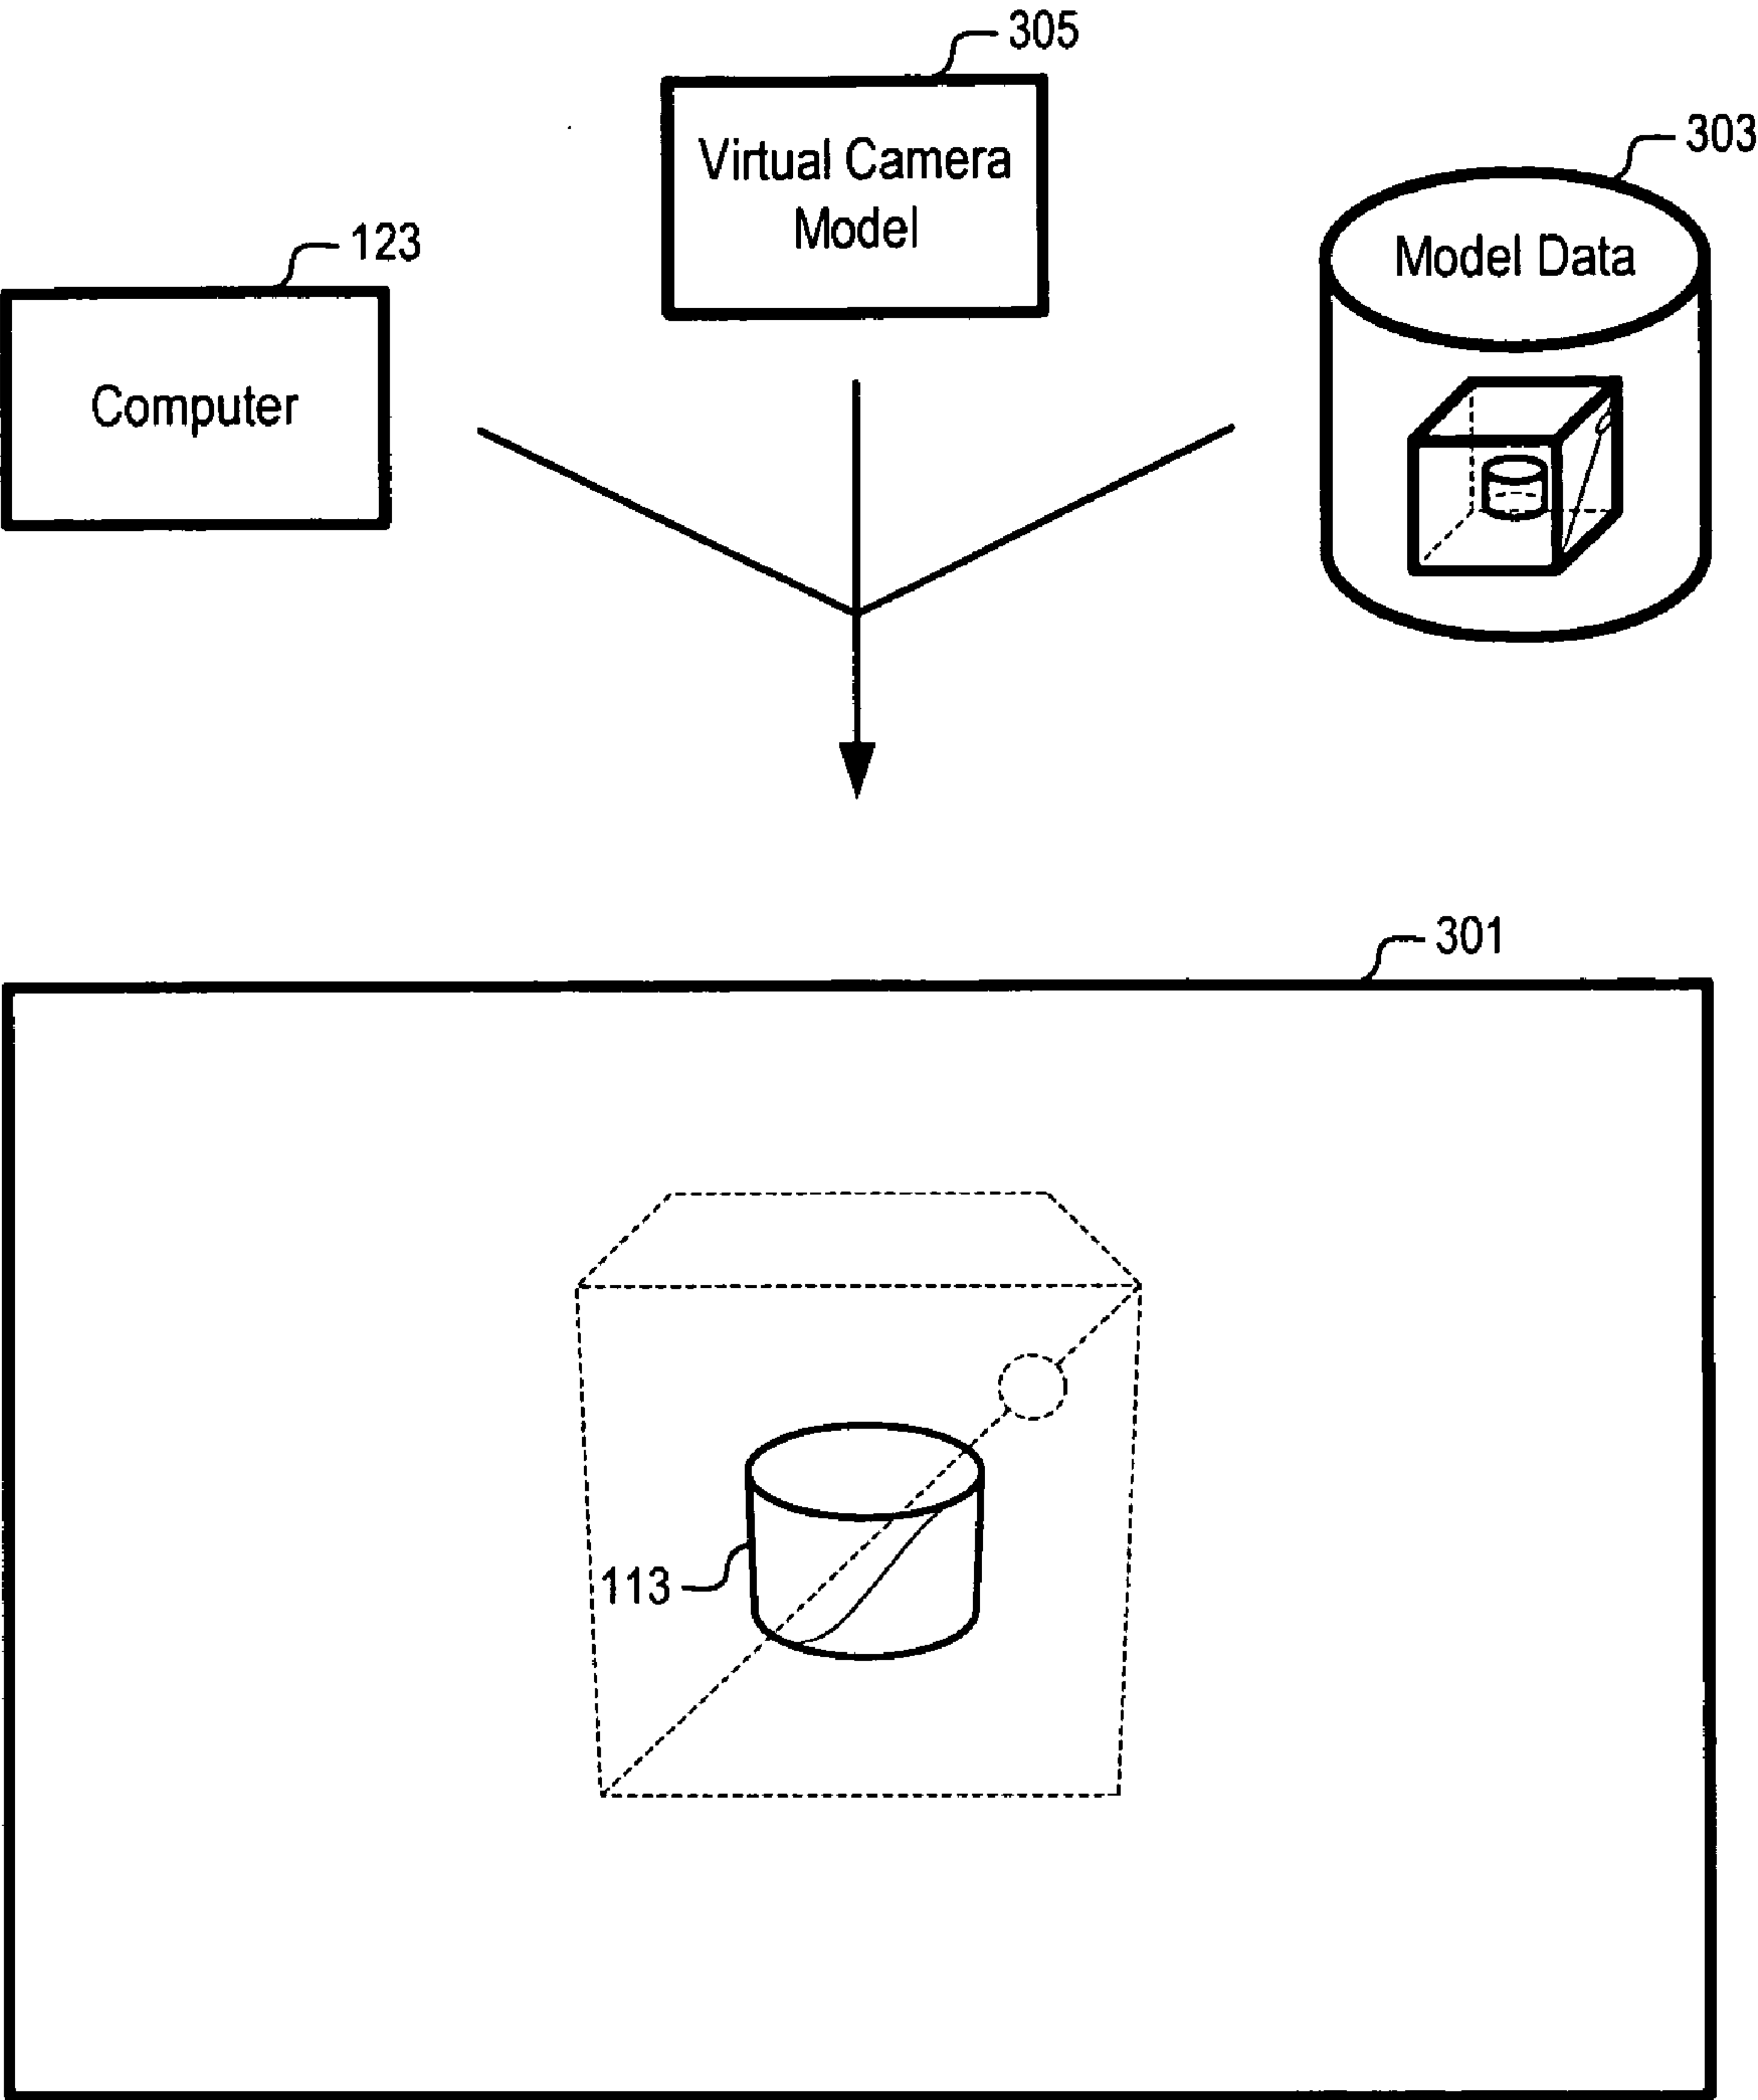 305
Virtual Camera
Model
303
Model Data
123
Computer
301
113